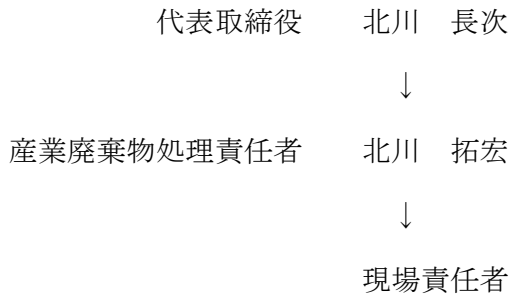 代表取締役　　北川　長次
↓
産業廃棄物処理責任者　　北川　拓宏
↓
現場責任者